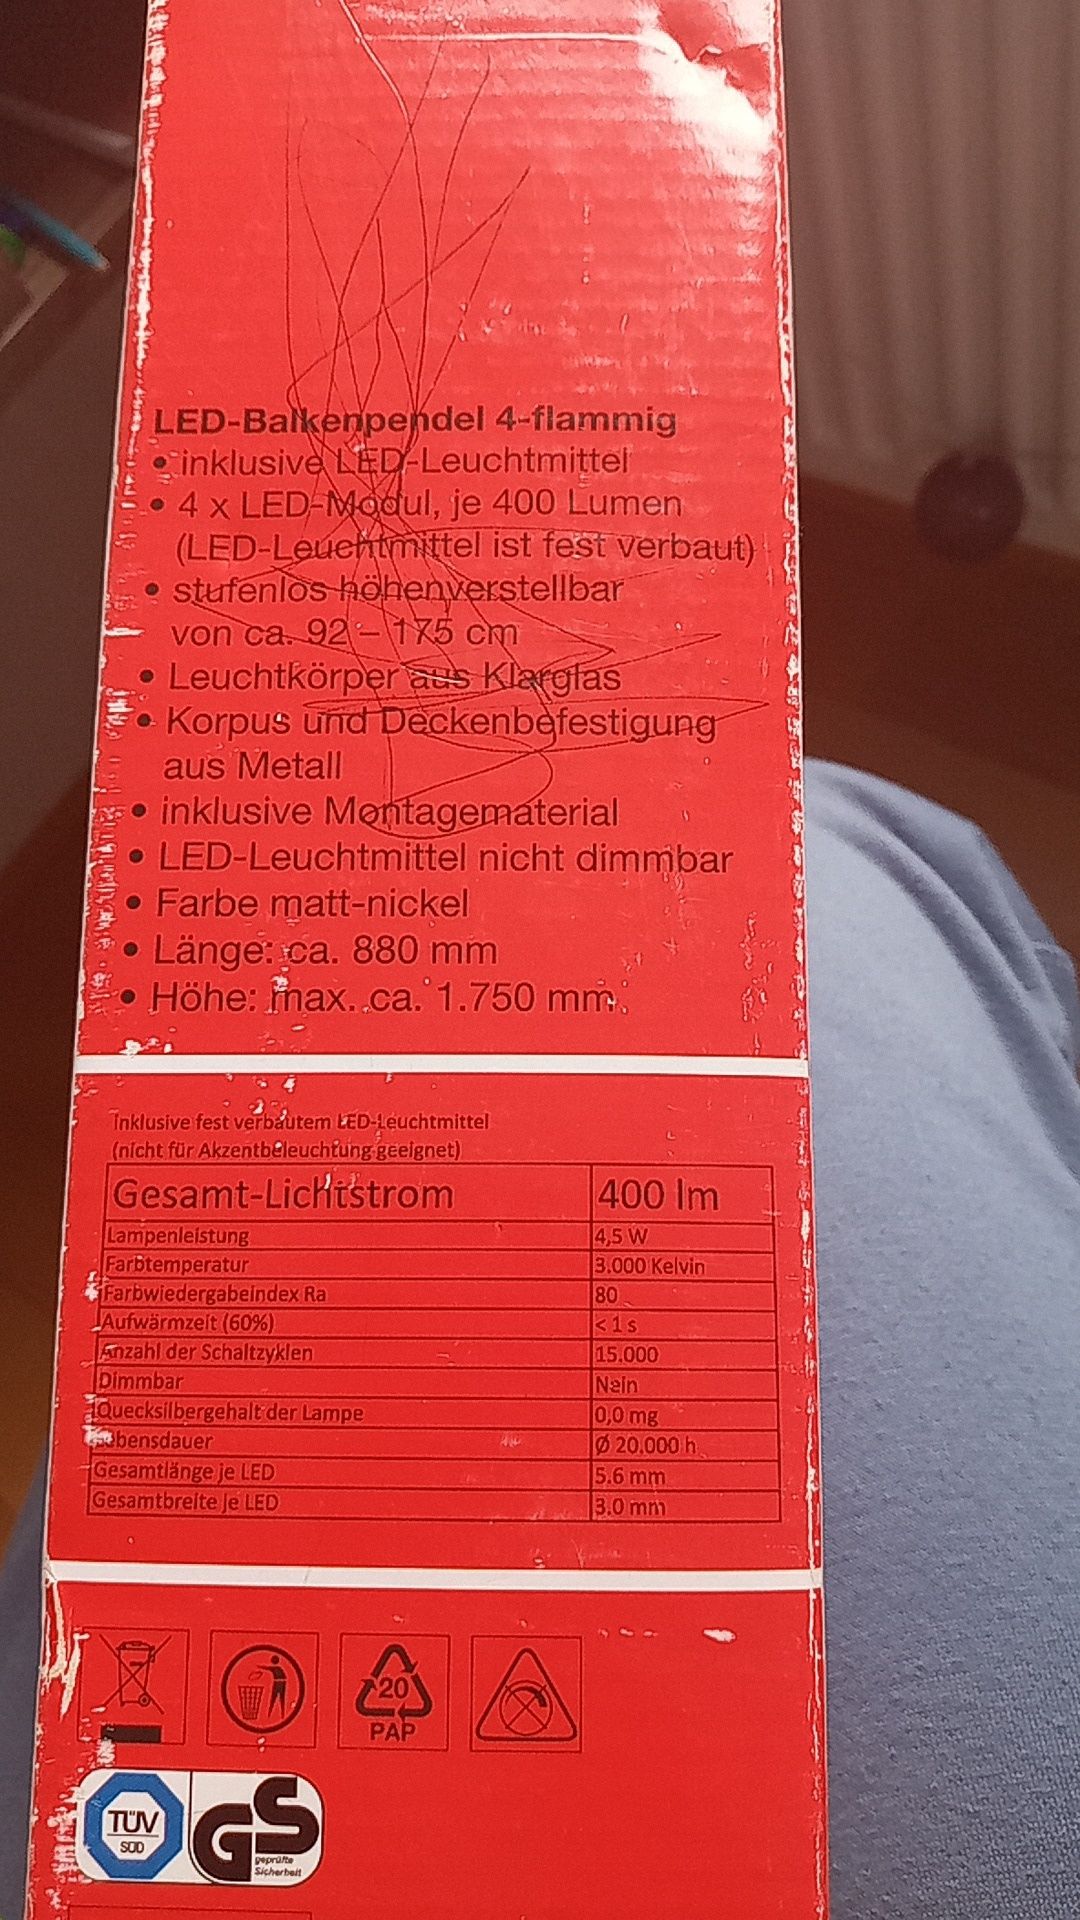 LED-Balkenpendel 4-flammig
• inklusive LED-Leuchtmittel
• 4 x LED-Modul, je 400 Lumen
(LED-Leuchtmittel ist fest verbaut)
• stufenlos höhenverstellbar
von ca. 92 – 175 cm
• Leuchtkörper aus Klarglas
• Korpus und Deckenbefestigung
aus Metall
• inklusive Montagematerial
• LED-Leuchtmittel nicht dimmbar
• Farbe matt-nickel
• Länge: ca. 880 mm
• Höhe: max. ca. 1.750 mm
Inklusive fest verbautem LED-Leuchtmittel
(nicht für Akzentbeleuchtung geeignet)
Gesamt-Lichtstrom 400 lm
Lampenleistung 4,5 W
Farbtemperatur 3.000 Kelvin
Farbwiedergabeindex Ra 80
Aufwärmzeit (60%) < 1 s
Anzahl der Schaltzyklen 15.000
Dimmbar Nein
Quecksilbergehalt der Lampe 0,0 mg
Lebensdauer Ø 20.000 h
Gesamtlänge je LED 5.6 mm
Gesamtbreite je LED 3.0 mm
20
PAP
TÜV
SÜD
GS
geprüfte
Sicherheit